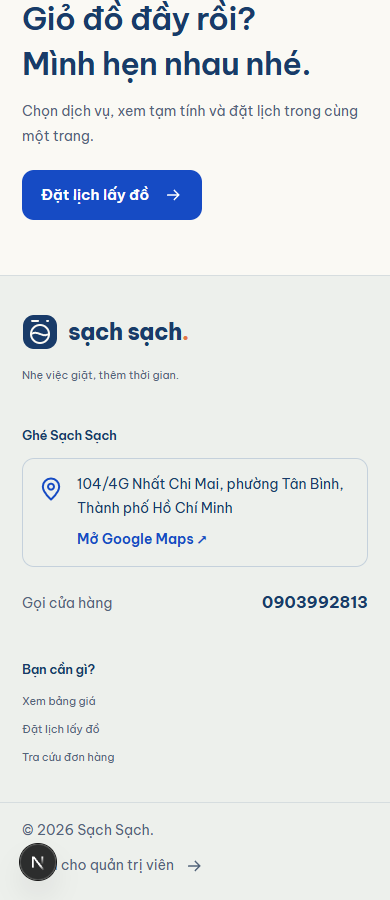 Giỏ đồ đầy rồi?
Mình hẹn nhau nhé.
Chọn dịch vụ, xem tạm tính và đặt lịch trong cùng
một trang.
Đặt lịch lấy đồ →
sạch sạch.
Nhẹ việc giặt, thêm thời gian.
Ghé Sạch Sạch
104/4G Nhất Chi Mai, phường Tân Bình,
Thành phố Hồ Chí Minh
Mở Google Maps ↗
Gọi cửa hàng 0903992813
Bạn cần gì?
Xem bảng giá
Đặt lịch lấy đồ
Tra cứu đơn hàng
© 2026 Sạch Sạch.
N cho quản trị viên →